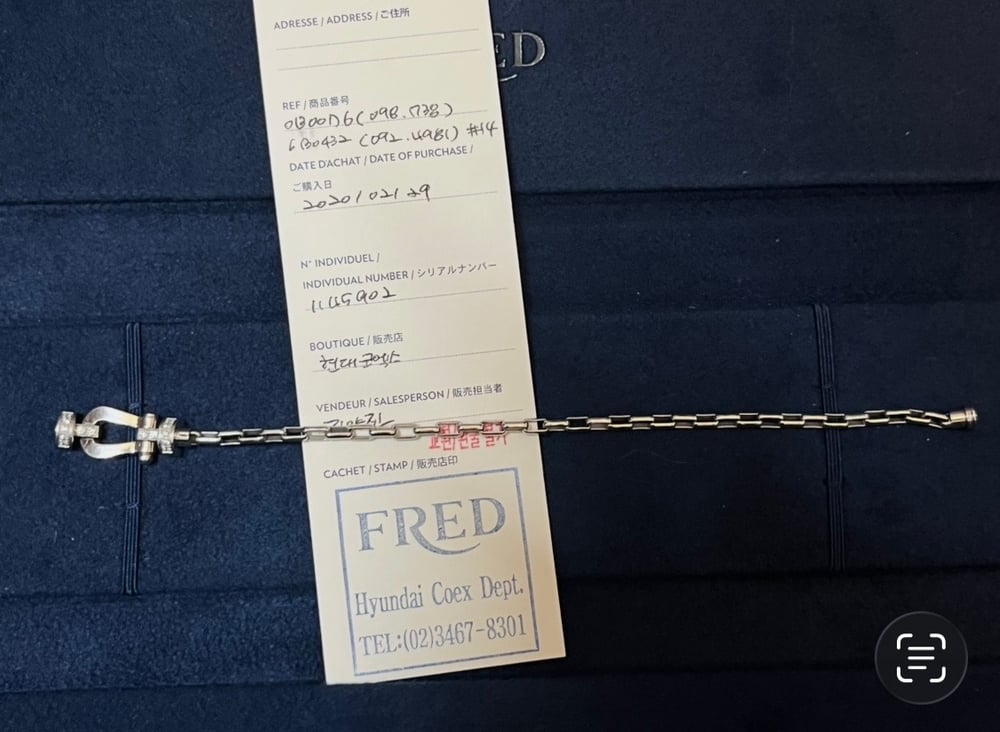 ADRESSE / ADDRESS / ご住所
ED
REF / 商品番号
0B00D6(098.738)
6B0432 (092.4981) #14
DATE D'ACHAT / DATE OF PURCHASE /
ご購入日
2020/02/29
N° INDIVIDUEL /
INDIVIDUAL NUMBER / シリアルナンバー
1145902
BOUTIQUE / 販売店
현대코엑스
VENDEUR / SALESPERSON / 販売担当者
CACHET / STAMP / 販売店印
FRED
Hyundai Coex Dept.
TEL:(02)3467-8301